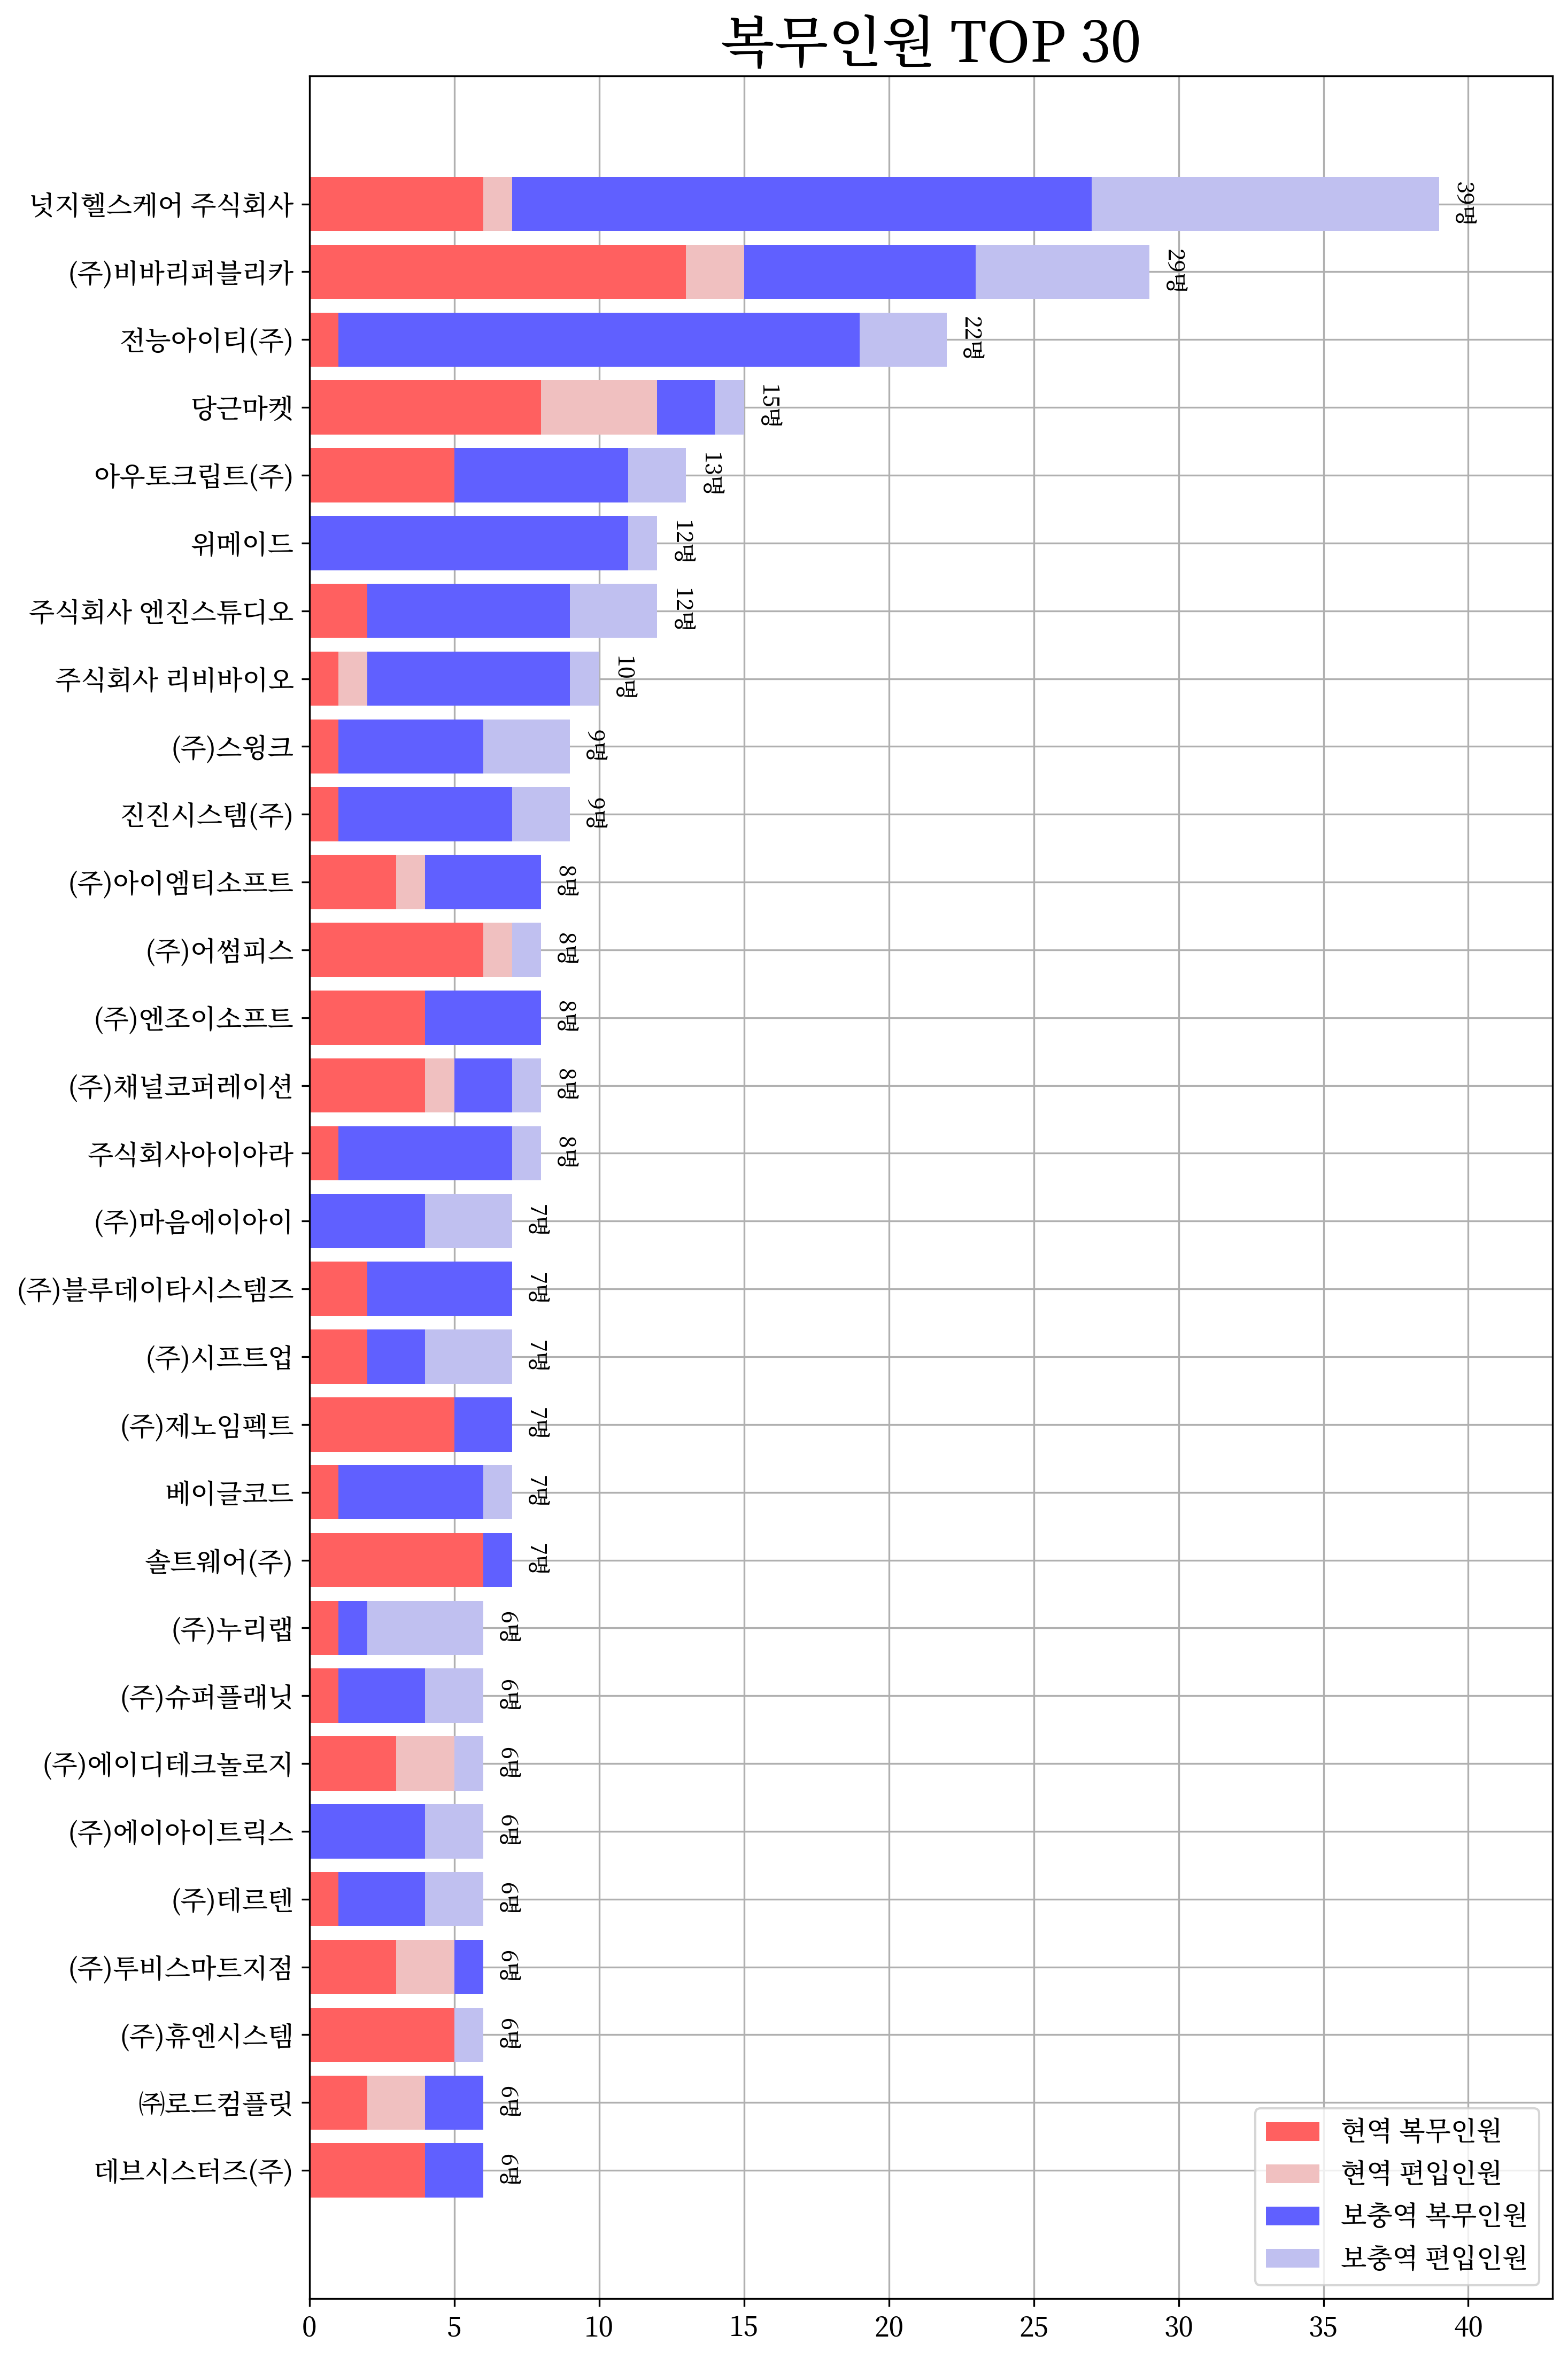 복무인원 TOP 30
넛지헬스케어 주식회사 39명
(주)비바리퍼블리카 29명
전능아이티(주) 22명
당근마켓 15명
아우토크립트(주) 13명
위메이드 12명
주식회사 엔진스튜디오 12명
주식회사 리비바이오 10명
(주)스윙크 9명
진진시스템(주) 9명
(주)아이엠티소프트 8명
(주)어썸피스 8명
(주)엔조이소프트 8명
(주)채널코퍼레이션 8명
주식회사아이아라 8명
(주)마음에이아이 7명
(주)블루데이타시스템즈 7명
(주)시프트업 7명
(주)제노임펙트 7명
베이글코드 7명
솔트웨어(주) 7명
(주)누리랩 6명
(주)슈퍼플래닛 6명
(주)에이디테크놀로지 6명
(주)에이아이트릭스 6명
(주)테르텐 6명
(주)투비스마트지점 6명
(주)휴엔시스템 6명
㈜로드컴플릿 6명
데브시스터즈(주) 6명
현역 복무인원
현역 편입인원
보충역 복무인원
보충역 편입인원
0 5 10 15 20 25 30 35 40